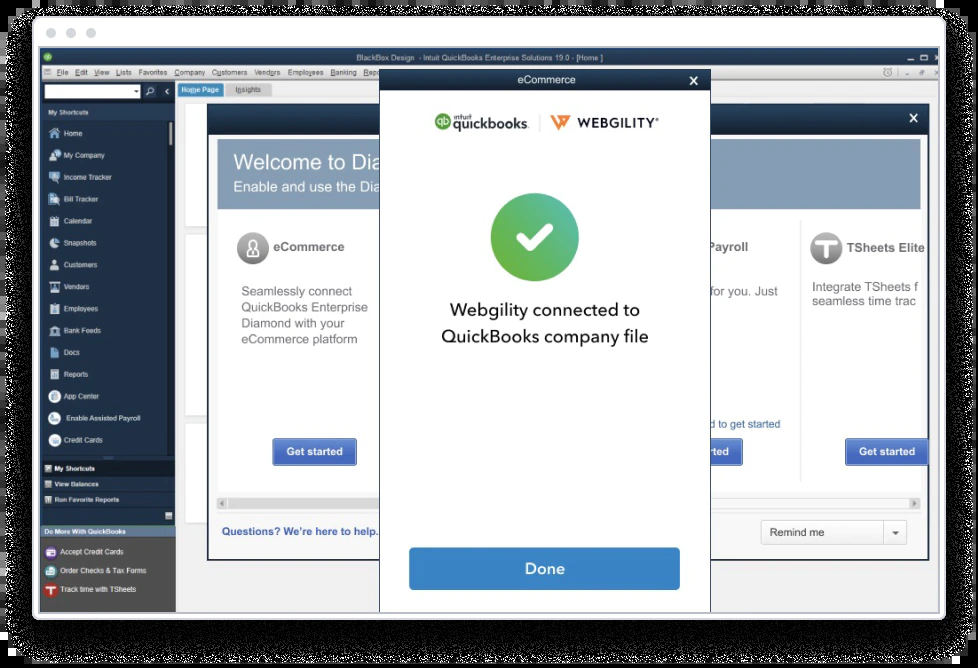 BlackBox Design - Intuit QuickBooks Enterprise Solutions 19.0 - [Home ]
File Edit View Lists Favorites Company Customers Vendors Employees Banking
Home Page Insights
My Shortcuts
Home
My Company
Income Tracker
Bill Tracker
Calendar
Snapshots
Customers
Vendors
Employees
Bank Feeds
Docs
Reports
App Center
Enable Assisted Payroll
Credit Cards
My Shortcuts
View Balances
Run Favorite Reports
Do More With QuickBooks
Accept Credit Cards
Order Checks & Tax Forms
Track time with TSheets
Welcome to Dia
Enable and use the Dia
eCommerce
Seamlessly connect
QuickBooks Enterprise
Diamond with your
eCommerce platform
Get started
Questions? We're here to help.
eCommerce
intuit
quickbooks. WEBGILITY
Webgility connected to
QuickBooks company file
Done
Payroll
for you. Just
d to get started
rted
TSheets Elite
Integrate TSheets f
seamless time trac
Get started
Remind me